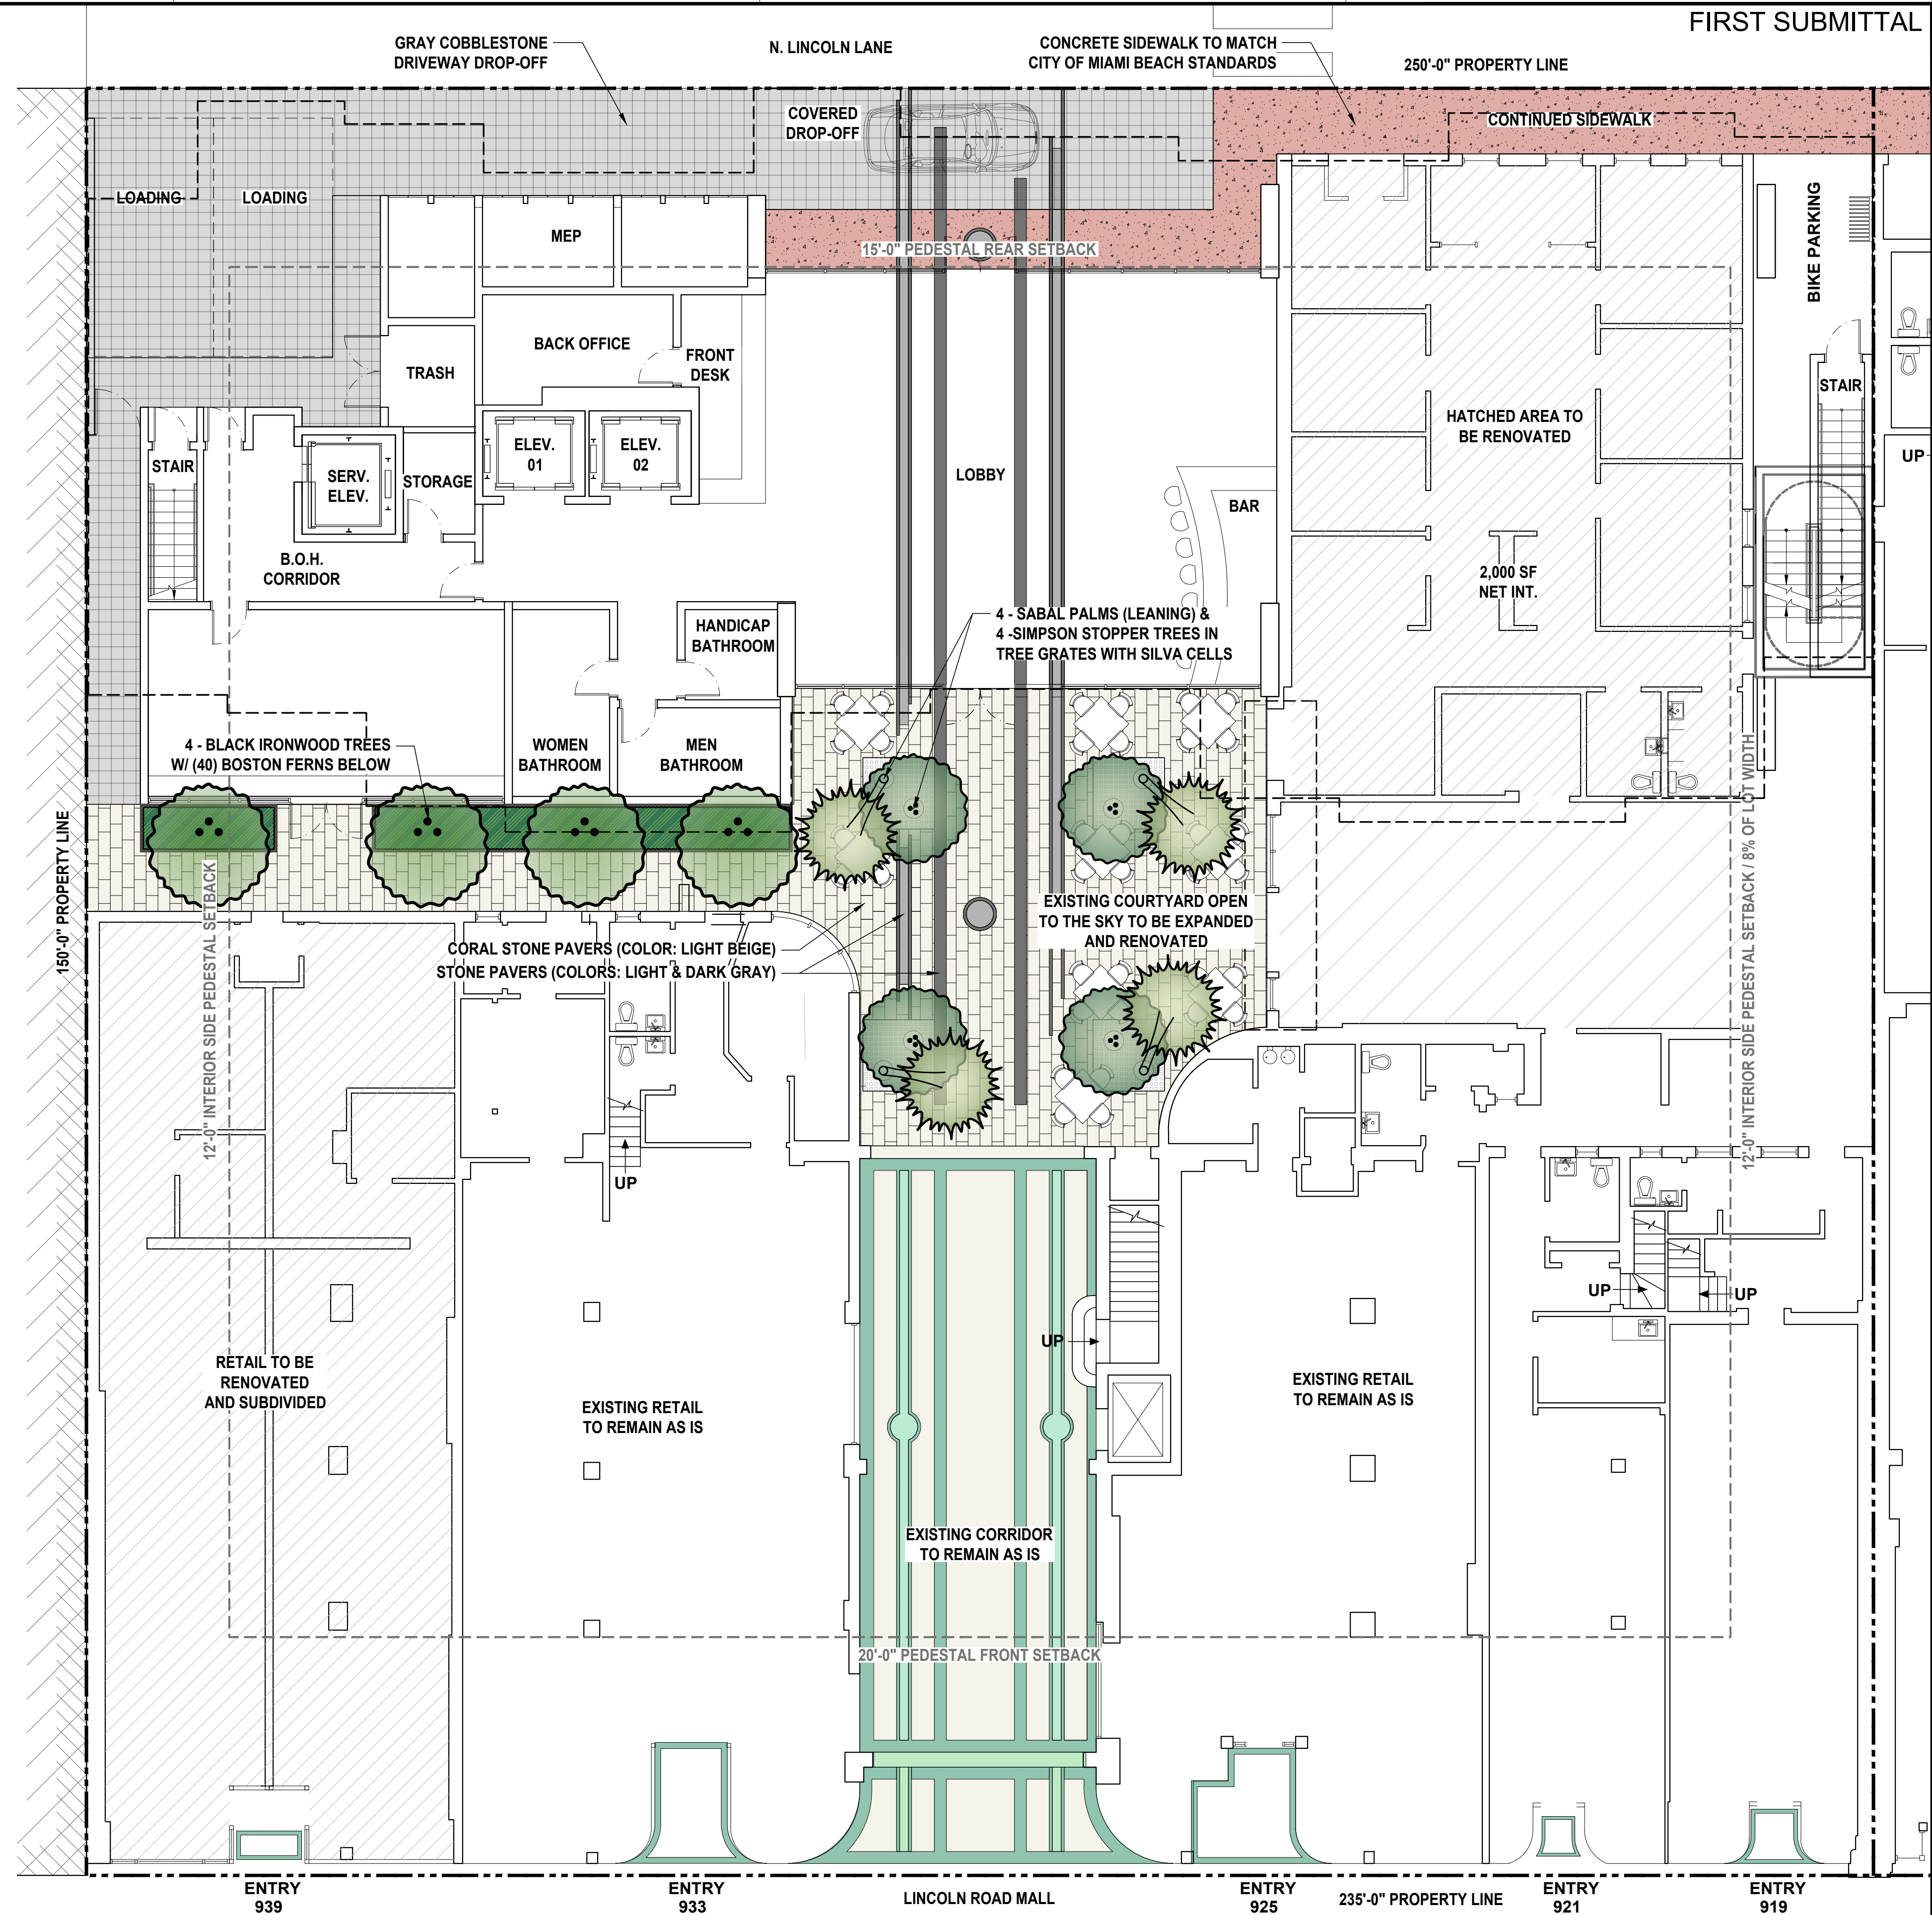 FIRST SUBMITTAL
GRAY COBBLESTONE
DRIVEWAY DROP-OFF
N. LINCOLN LANE
CONCRETE SIDEWALK TO MATCH
CITY OF MIAMI BEACH STANDARDS
250'-0" PROPERTY LINE
COVERED
DROP-OFF
CONTINUED SIDEWALK
LOADING
LOADING
MEP
15'-0" PEDESTAL REAR SETBACK
BIKE PARKING
BACK OFFICE
FRONT
DESK
TRASH
STAIR
HATCHED AREA TO
BE RENOVATED
ELEV.
01
ELEV.
02
STAIR
SERV.
ELEV.
STORAGE
LOBBY
BAR
UP
B.O.H.
CORRIDOR
2,000 SF
NET INT.
HANDICAP
BATHROOM
4 - SABAL PALMS (LEANING) &
4 -SIMPSON STOPPER TREES IN
TREE GRATES WITH SILVA CELLS
4 - BLACK IRONWOOD TREES
W/ (40) BOSTON FERNS BELOW
WOMEN
BATHROOM
MEN
BATHROOM
150'-0" PROPERTY LINE
12'-0" INTERIOR SIDE PEDESTAL SETBACK
12'-0" INTERIOR SIDE PEDESTAL SETBACK / 8% OF LOT WIDTH
EXISTING COURTYARD OPEN
TO THE SKY TO BE EXPANDED
AND RENOVATED
CORAL STONE PAVERS (COLOR: LIGHT BEIGE)
STONE PAVERS (COLORS: LIGHT & DARK GRAY)
UP
UP
UP
UP
RETAIL TO BE
RENOVATED
AND SUBDIVIDED
EXISTING RETAIL
TO REMAIN AS IS
EXISTING RETAIL
TO REMAIN AS IS
EXISTING CORRIDOR
TO REMAIN AS IS
20'-0" PEDESTAL FRONT SETBACK
ENTRY
939
ENTRY
933
LINCOLN ROAD MALL
ENTRY
925
235'-0" PROPERTY LINE
ENTRY
921
ENTRY
919